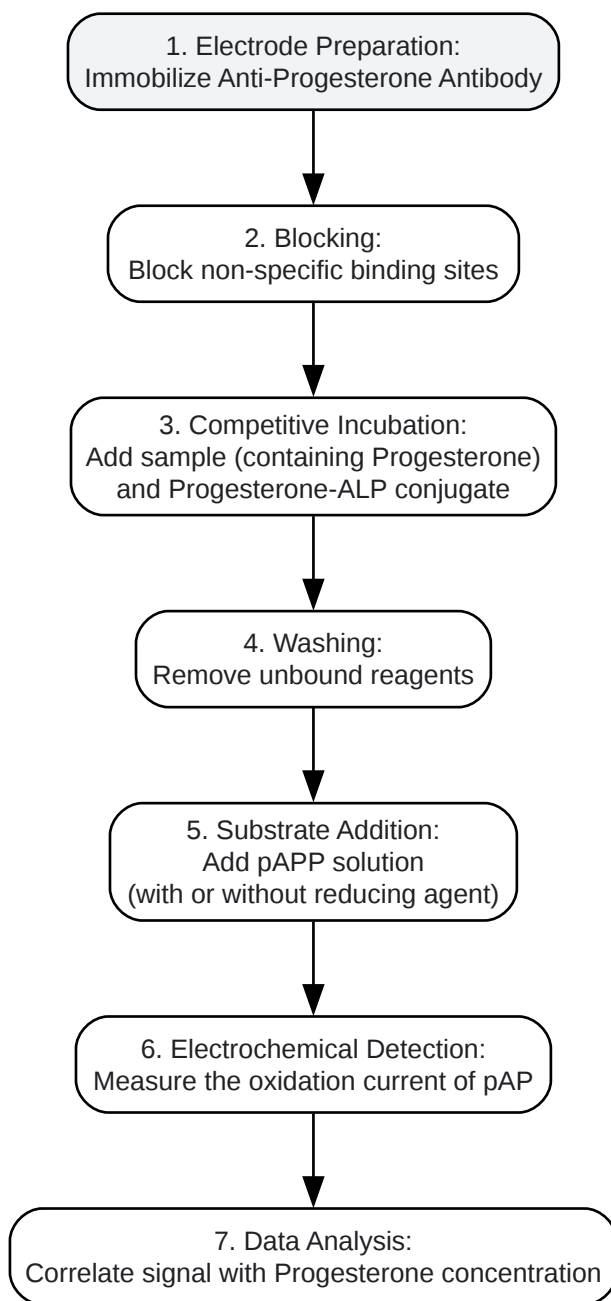 1. Electrode Preparation:
Immobilize Anti-Progesterone Antibody
2. Blocking:
Block non-specific binding sites
3. Competitive Incubation:
Add sample (containing Progesterone)
and Progesterone-ALP conjugate
4. Washing:
Remove unbound reagents
5. Substrate Addition:
Add pAPP solution
(with or without reducing agent)
6. Electrochemical Detection:
Measure the oxidation current of pAP
7. Data Analysis:
Correlate signal with Progesterone concentration